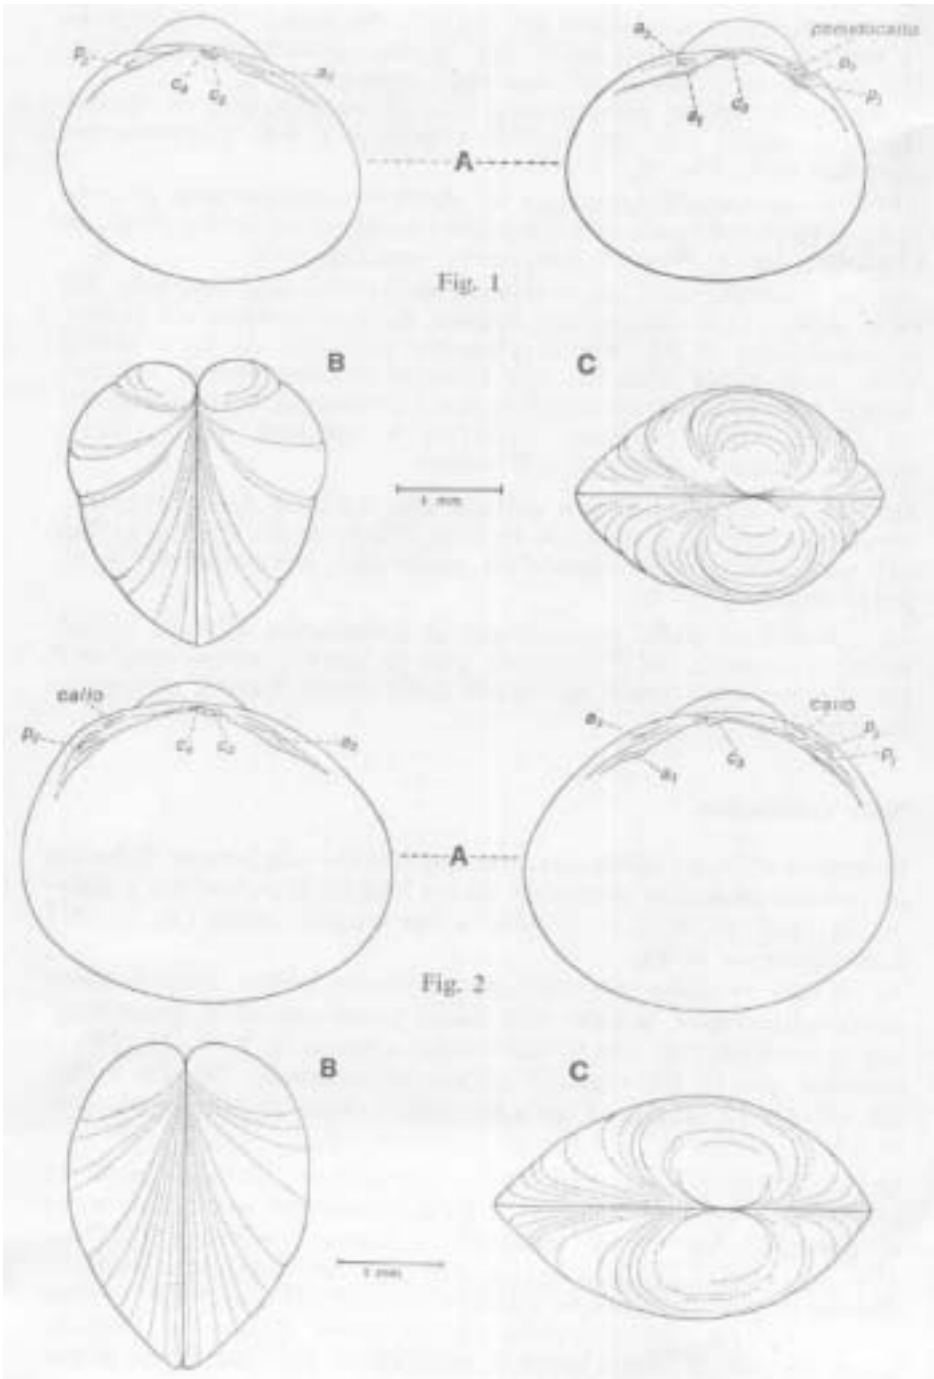 p₂
c₄
c₂
a₂
a₃
a₁
c₃
pseudocallo
p₃
p₁
A
Fig. 1
B
C
1 mm
callo
p₂
c₄
c₂
a₂
a₃
a₁
c₃
callo
p₃
p₁
A
Fig. 2
B
C
1 mm